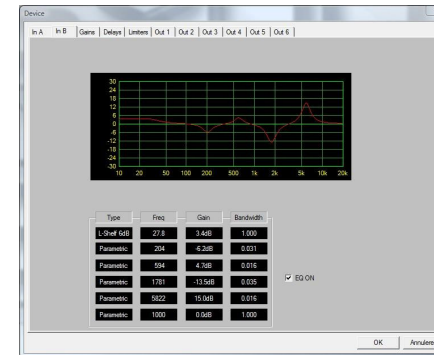 Device
In A In B Gains Delays Limiters Out 1 Out 2 Out 3 Out 4 Out 5 Out 6
30
24
18
12
6
0
-6
-12
-18
-24
-30
10 20 50 100 200 500 1k 2k 5k 10k 20k
Type Freq Gain Bandwidth
L-Shelf 6dB 27.8 3.4dB 1.000
Parametric 204 -6.2dB 0.031
Parametric 594 4.7dB 0.016
Parametric 1781 -13.5dB 0.035
Parametric 5822 15.0dB 0.016
Parametric 1000 0.0dB 1.000
EQ ON
OK Annulere